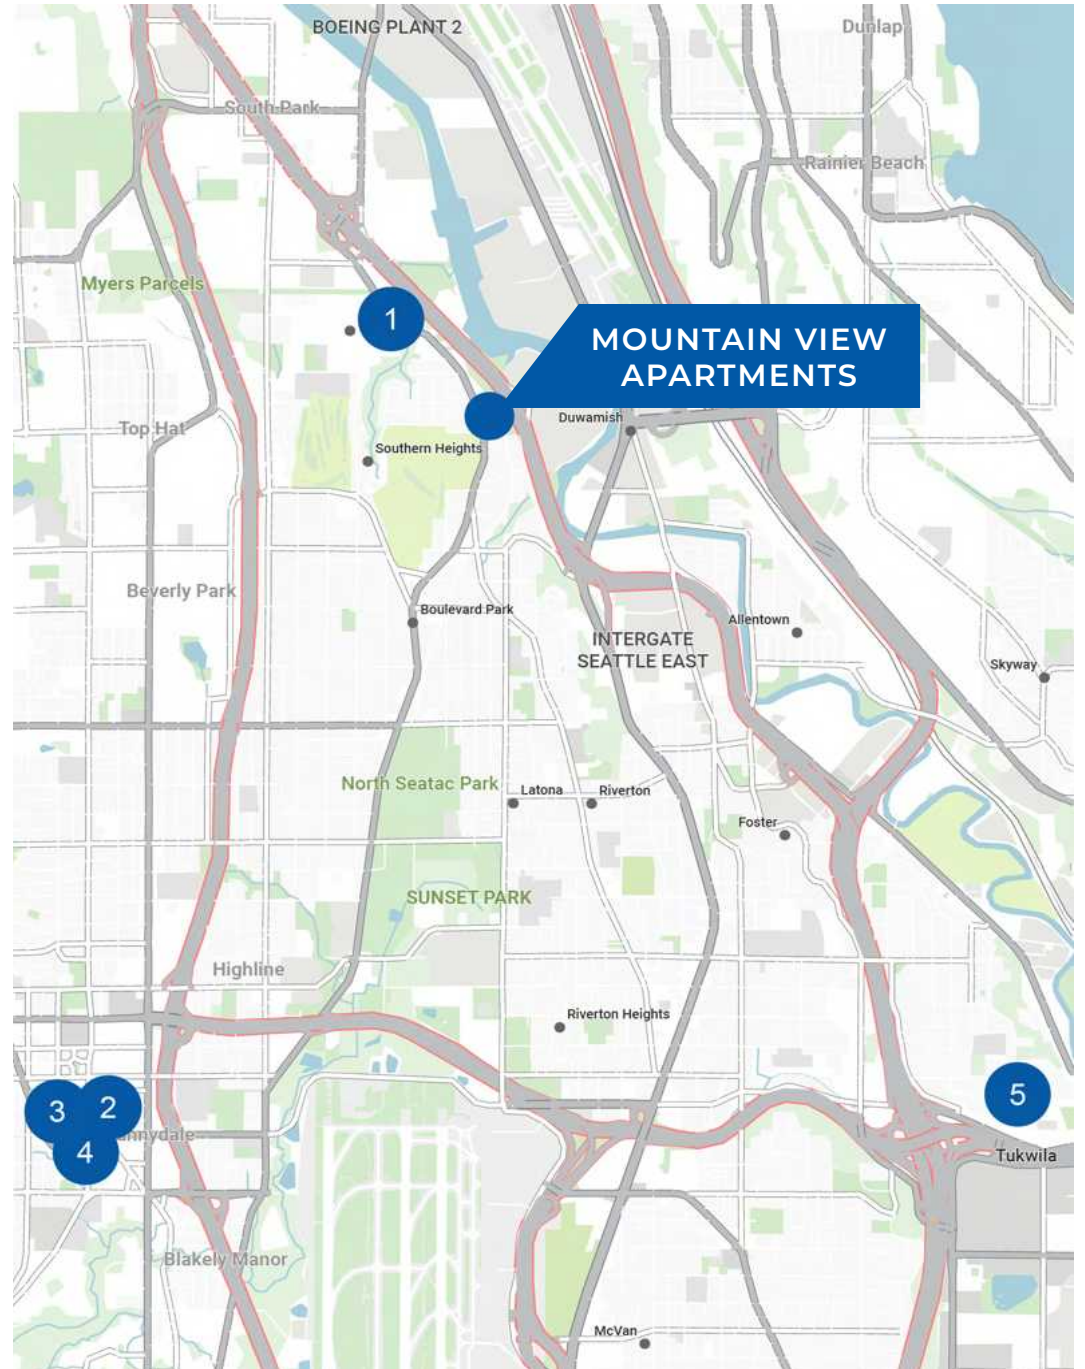 BOEING PLANT 2
Dunlap
South Park
Rainier Beach
Myers Parcels
1
MOUNTAIN VIEW
APARTMENTS
Duwamish
Top Hat
Southern Heights
Beverly Park
Boulevard Park
Allentown
INTERGATE
SEATTLE EAST
Skyway
North Seatac Park
Latona
Riverton
Foster
SUNSET PARK
Highline
Riverton Heights
3
2
5
4
Tukwila
Blakely Manor
McVan